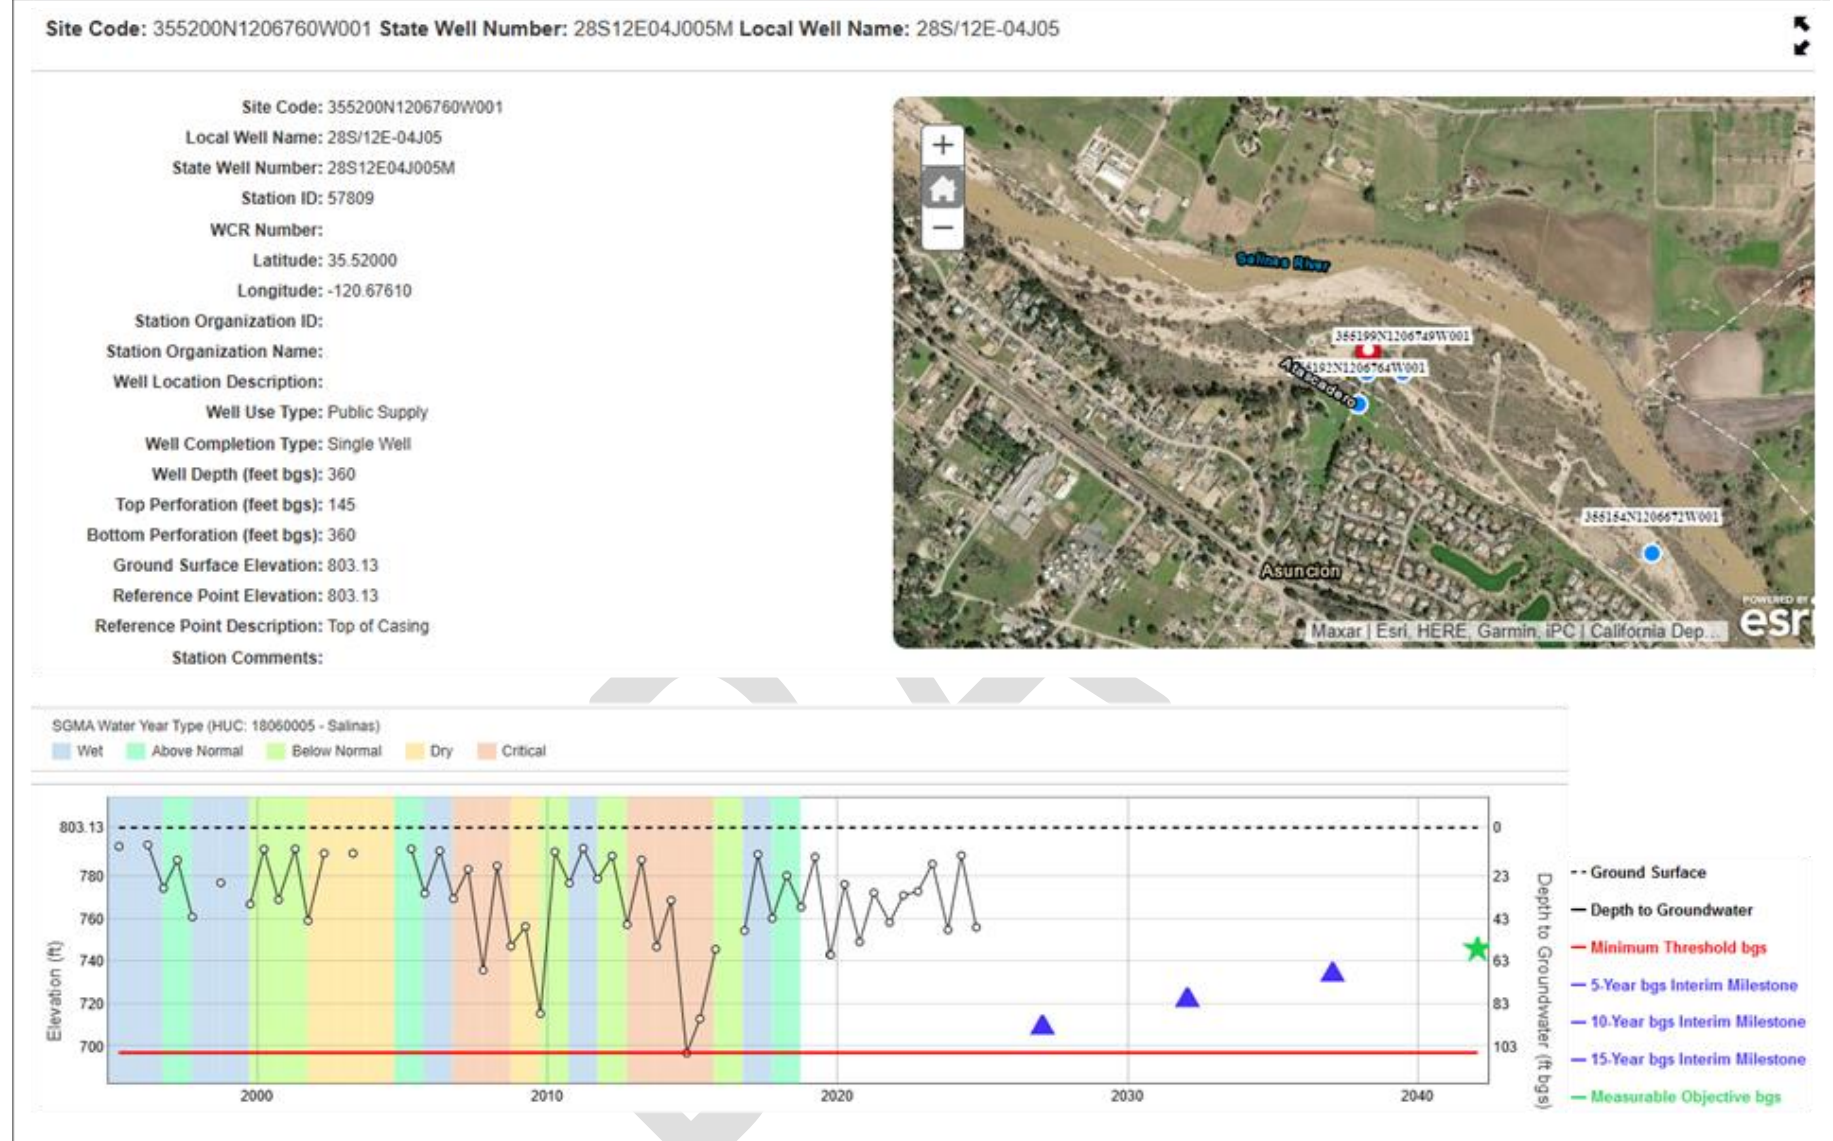 Site Code: 355200N1206760W001 State Well Number: 28S12E04J005M Local Well Name: 28S/12E-04J05
Site Code: 355200N1206760W001
Local Well Name: 28S/12E-04J05
State Well Number: 28S12E04J005M
Station ID: 57809
WCR Number:
Latitude: 35.52000
Longitude: -120.67610
Station Organization ID:
Station Organization Name:
Well Location Description:
Well Use Type: Public Supply
Well Completion Type: Single Well
Well Depth (feet bgs): 360
Top Perforation (feet bgs): 145
Bottom Perforation (feet bgs): 360
Ground Surface Elevation: 803.13
Reference Point Elevation: 803.13
Reference Point Description: Top of Casing
Station Comments:
+
−
Salinas River
355199N1206749W001
55192N1206764W001
Atascadero
355154N1206672W001
Asuncion
POWERED BY
esri
Maxar | Esri, HERE, Garmin, iPC | California Dep...
SGMA Water Year Type (HUC: 18060005 - Salinas)
Wet Above Normal Below Normal Dry Critical
Elevation (ft)
803.13
780
760
740
720
700
2000 2010 2020 2030 2040
0
23
43
63
83
103
Depth to Groundwater (ft bgs)
Ground Surface
Depth to Groundwater
Minimum Threshold bgs
5-Year bgs Interim Milestone
10-Year bgs Interim Milestone
15-Year bgs Interim Milestone
Measurable Objective bgs